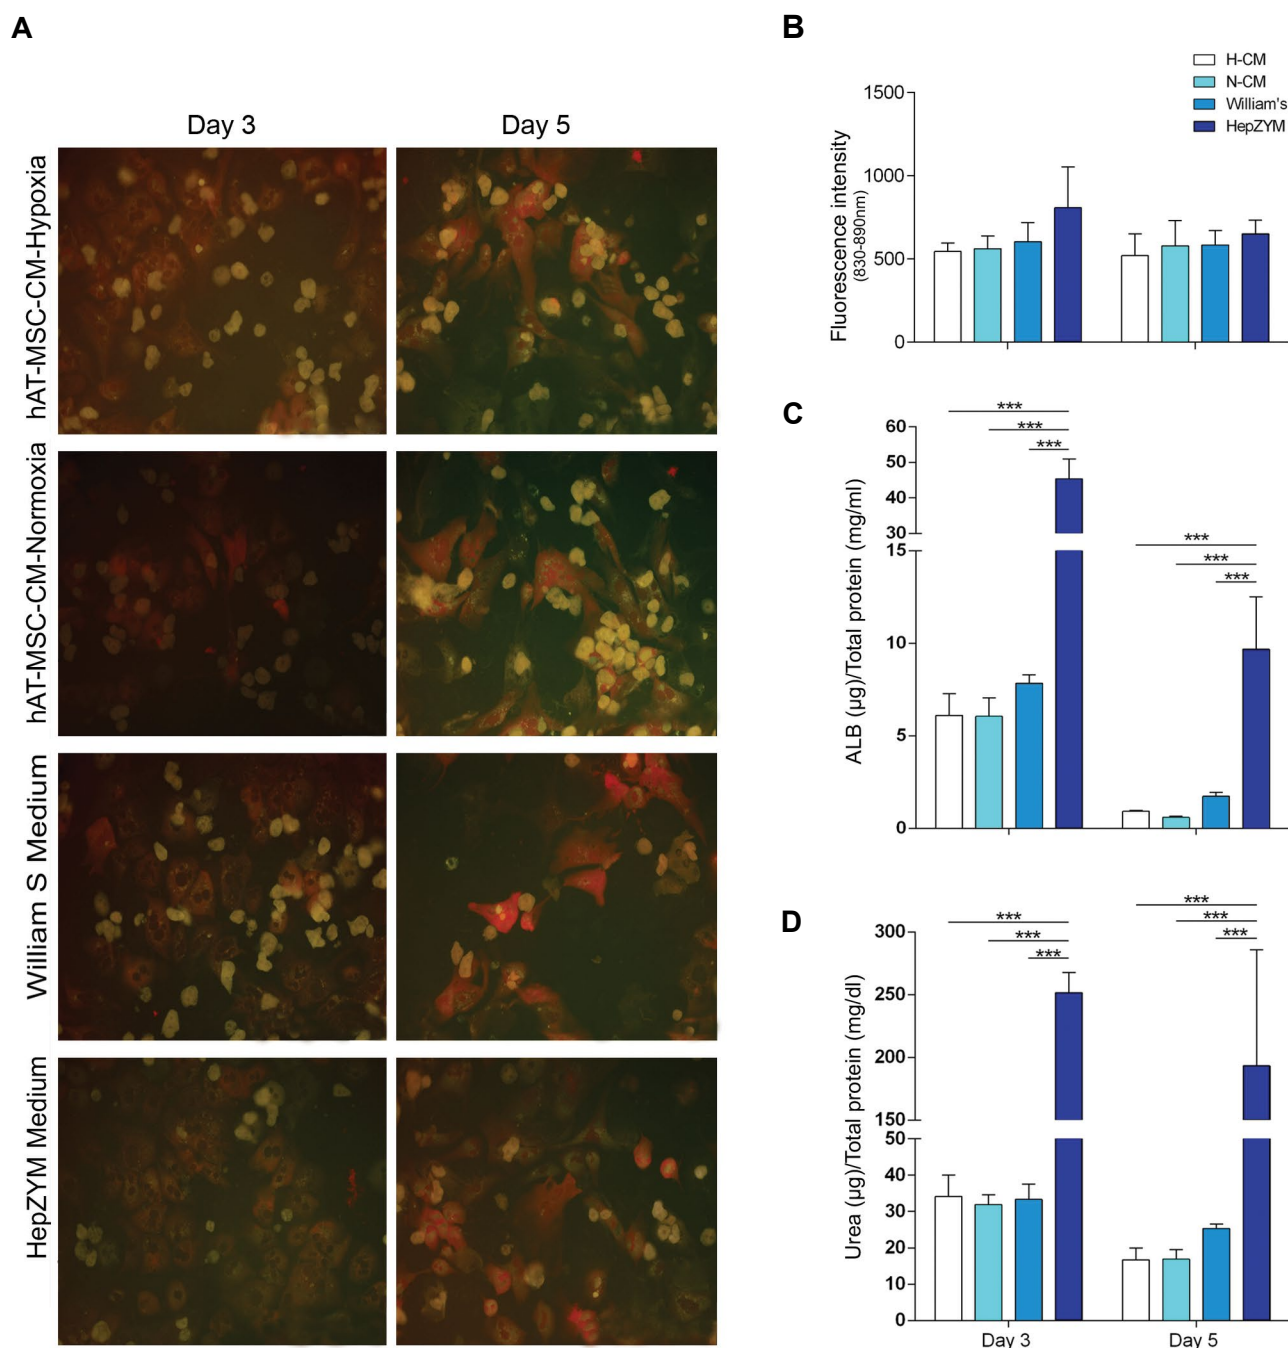 A
Day 3
Day 5
hAT-MSC-CM-Hypoxia
hAT-MSC-CM-Normoxia
William S Medium
HepZYM Medium
B
H-CM
N-CM
William's
HepZYM
Fluorescence intensity
(830-890nm)
1500
1000
500
0
C
ALB (µg)/Total protein (mg/ml)
60
50
40
30
15
10
5
0
***
***
***
***
***
***
D
Urea (µg)/Total protein (mg/dl)
300
250
200
150
50
40
30
20
10
0
***
***
***
***
***
***
Day 3
Day 5